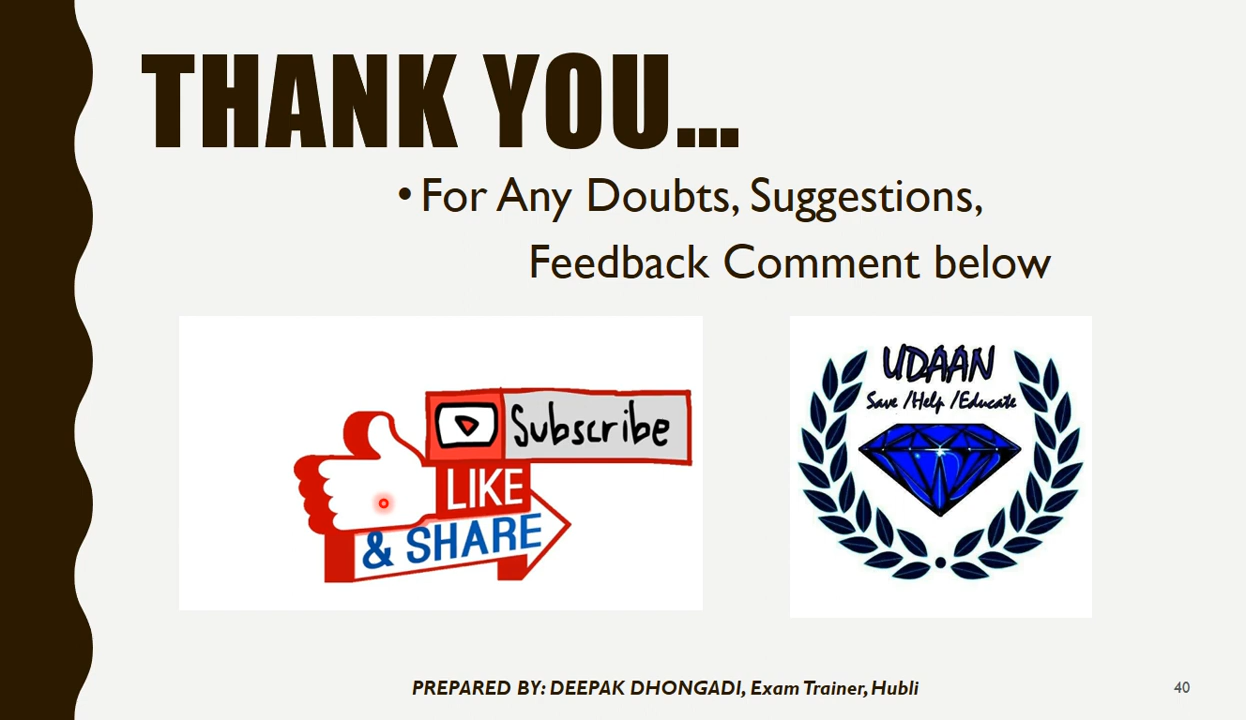 THANK YOU...
• For Any Doubts, Suggestions,
Feedback Comment below
Subscribe
LIKE
& SHARE
UDAAN
Save /Help /Educate
PREPARED BY: DEEPAK DHONGADI, Exam Trainer, Hubli
40